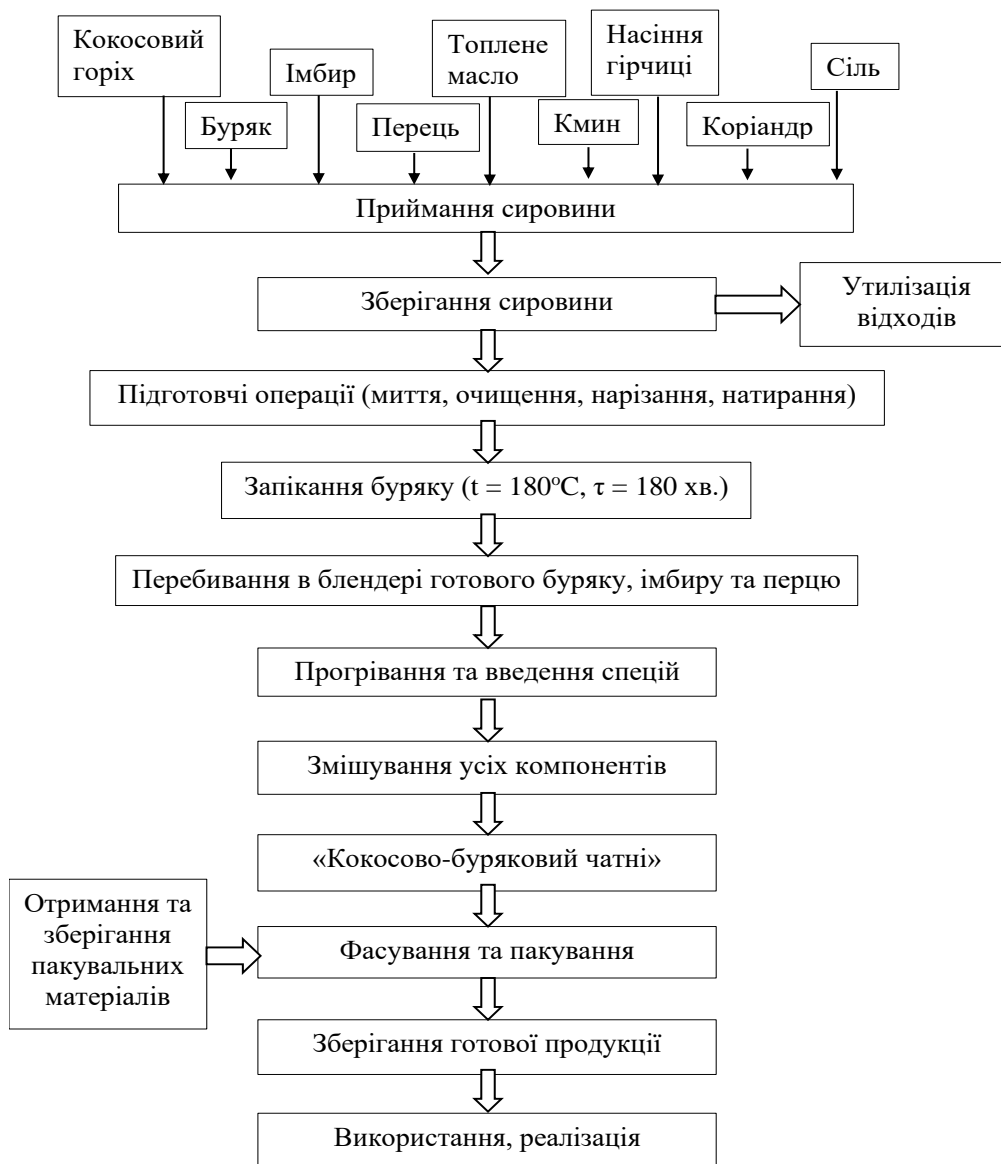 Кокосовий
горіх
Імбир
Топлене
масло
Насіння
гірчиці
Сіль
Буряк
Перець
Кмин
Коріандр
Приймання сировини
Зберігання сировини
Утилізація
відходів
Підготовчі операції (миття, очищення, нарізання, натирання)
Запікання буряку (t = 180ºС, τ = 180 хв.)
Перебивання в блендері готового буряку, імбиру та перцю
Прогрівання та введення спецій
Змішування усіх компонентів
«Кокосово-буряковий чатні»
Отримання та
зберігання
пакувальних
матеріалів
Фасування та пакування
Зберігання готової продукції
Використання, реалізація